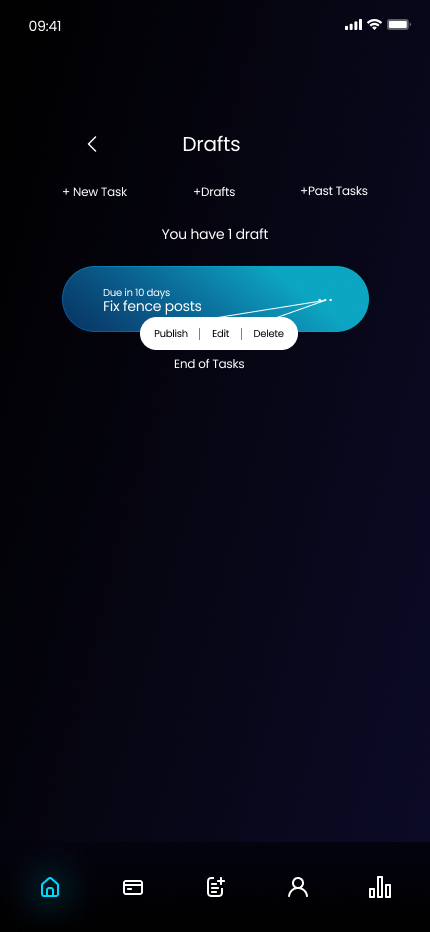 09:41
Drafts
+ New Task
+Drafts
+Past Tasks
You have 1 draft
Due in 10 days
Fix fence posts
Publish | Edit | Delete
End of Tasks